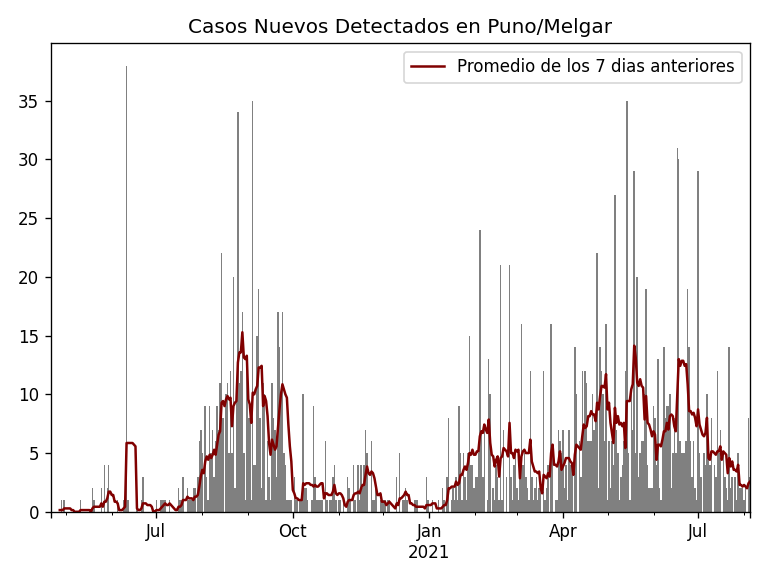 Casos Nuevos Detectados en Puno/Melgar
Promedio de los 7 dias anteriores
35
30
25
20
15
10
5
0
Jul
Oct
Jan
2021
Apr
Jul